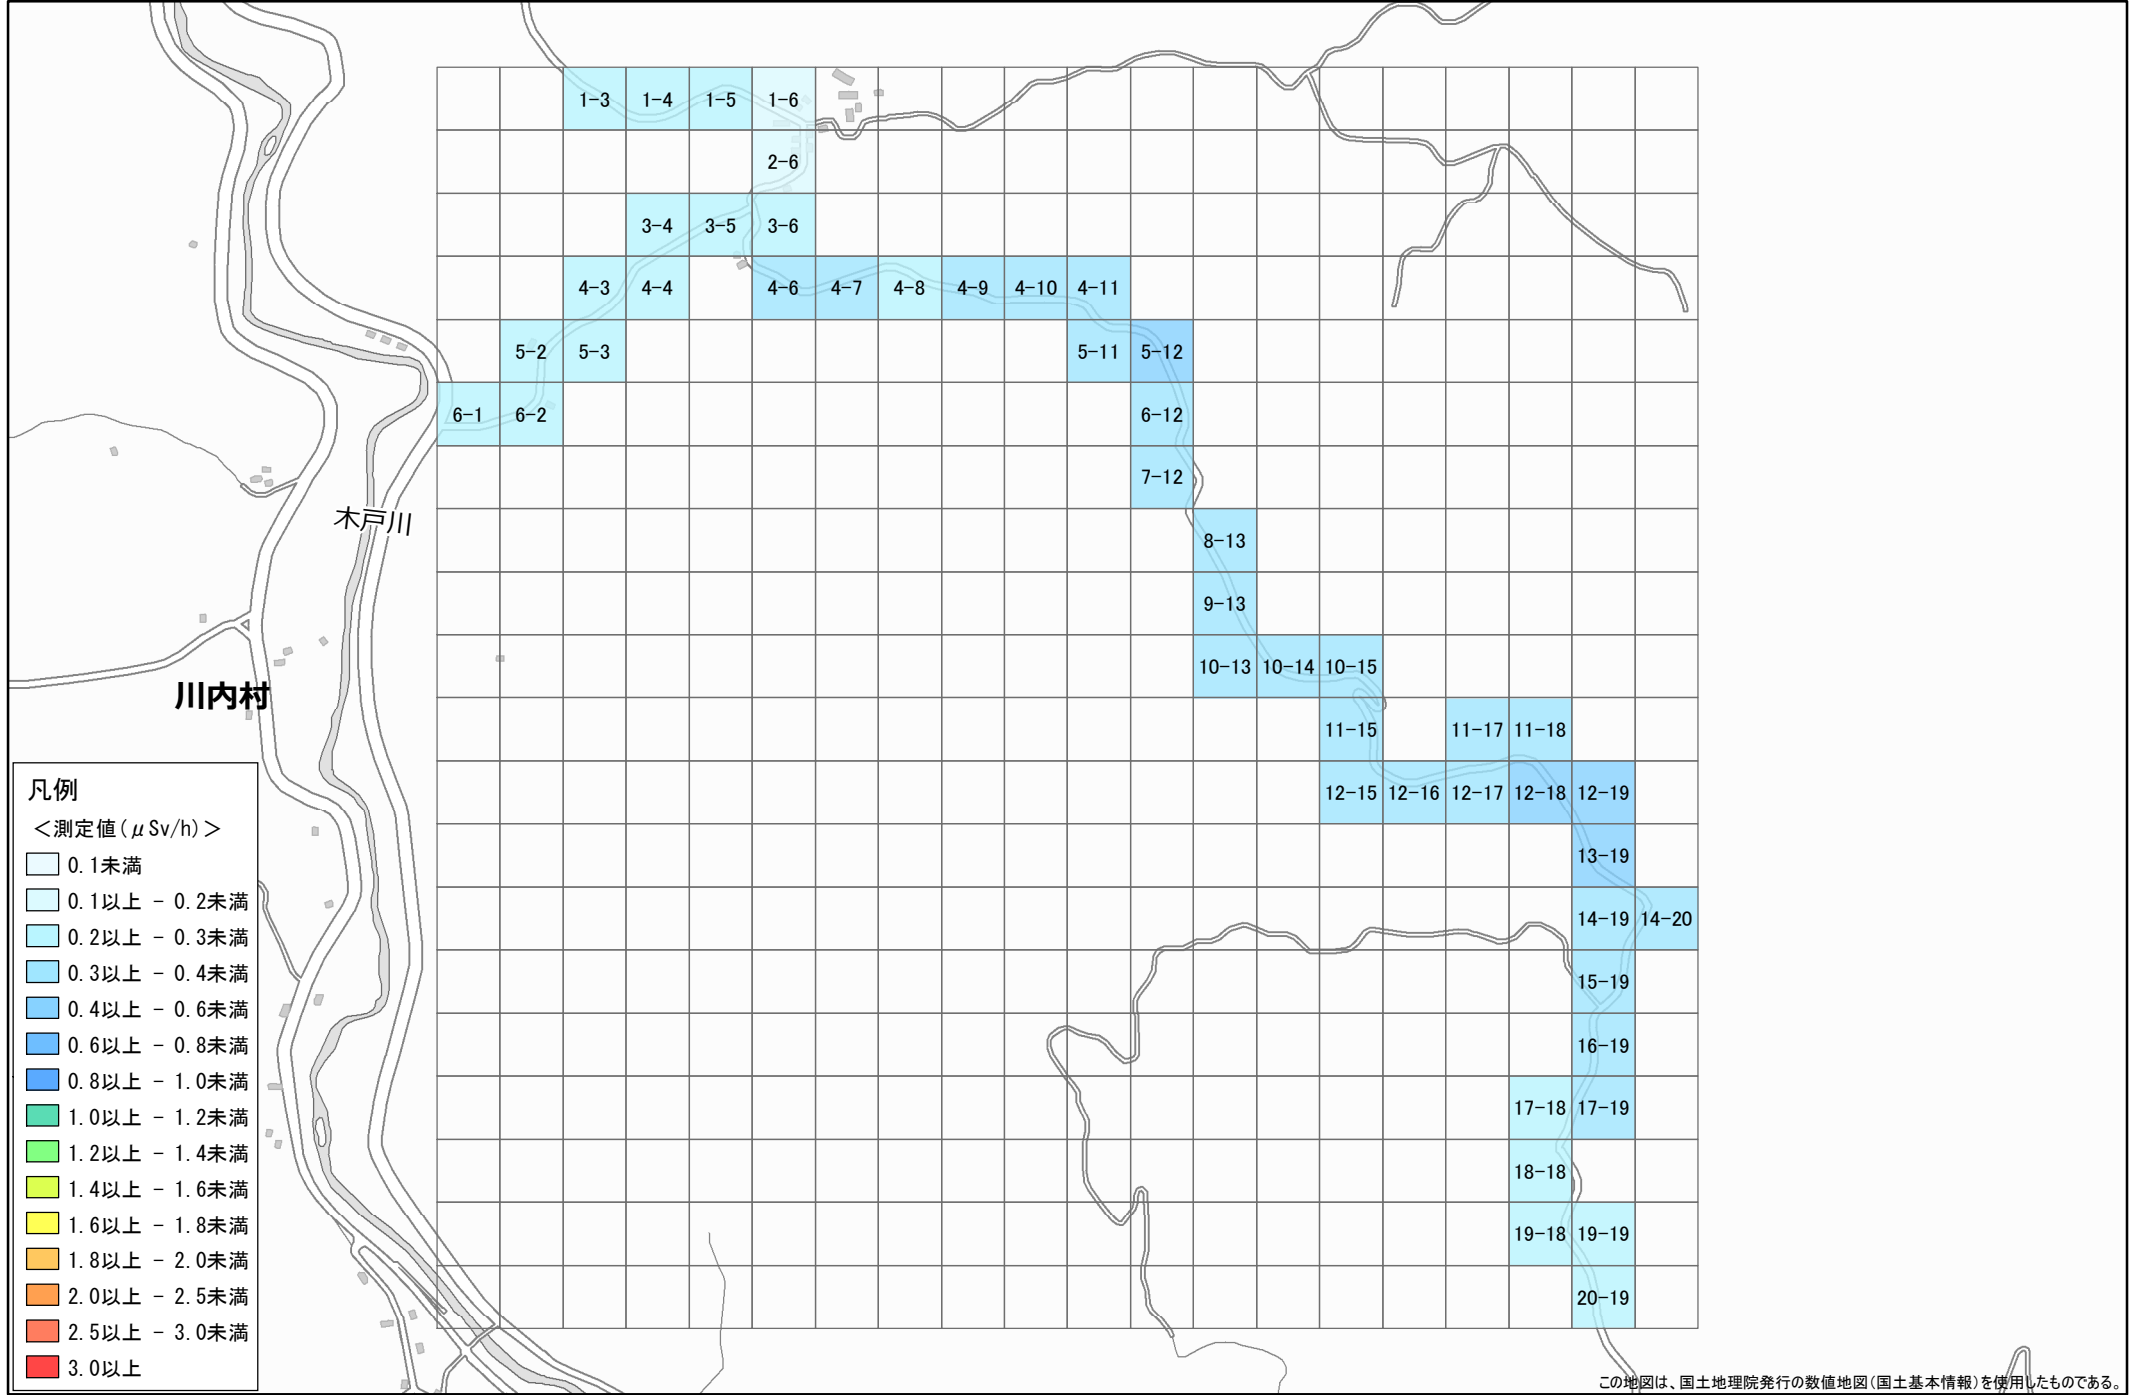 1-3 1-4 1-5 1-6
2-6
3-4 3-5 3-6
4-3 4-4 4-6 4-7 4-8 4-9 4-10 4-11
5-2 5-3 5-11 5-12
6-1 6-2 6-12
7-12
木戸川
8-13
9-13
10-13 10-14 10-15
川内村
11-15 11-17 11-18
12-15 12-16 12-17 12-18 12-19
13-19
14-19 14-20
15-19
16-19
17-18 17-19
18-18
19-18 19-19
20-19
凡例
＜測定値(μSv/h)＞
0.1未満
0.1以上 - 0.2未満
0.2以上 - 0.3未満
0.3以上 - 0.4未満
0.4以上 - 0.6未満
0.6以上 - 0.8未満
0.8以上 - 1.0未満
1.0以上 - 1.2未満
1.2以上 - 1.4未満
1.4以上 - 1.6未満
1.6以上 - 1.8未満
1.8以上 - 2.0未満
2.0以上 - 2.5未満
2.5以上 - 3.0未満
3.0以上
この地図は、国土地理院発行の数値地図(国土基本情報)を使用したものである。